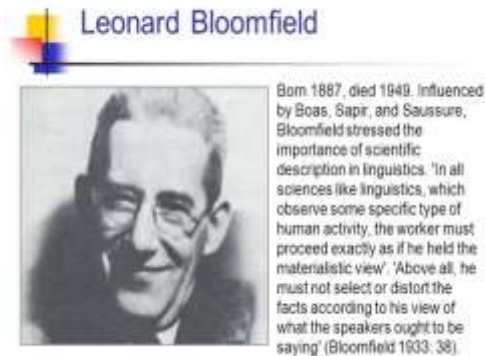 Leonard Bloomfield
Born 1887, died 1949. Influenced
by Boas, Sapir, and Saussure,
Bloomfield stressed the
importance of scientific
description in linguistics. 'In all
sciences like linguistics, which
observe some specific type of
human activity, the worker must
proceed exactly as if he held the
materialistic view'. 'Above all, he
must not select or distort the
facts according to his view of
what the speakers ought to be
saying' (Bloomfield 1933: 38).